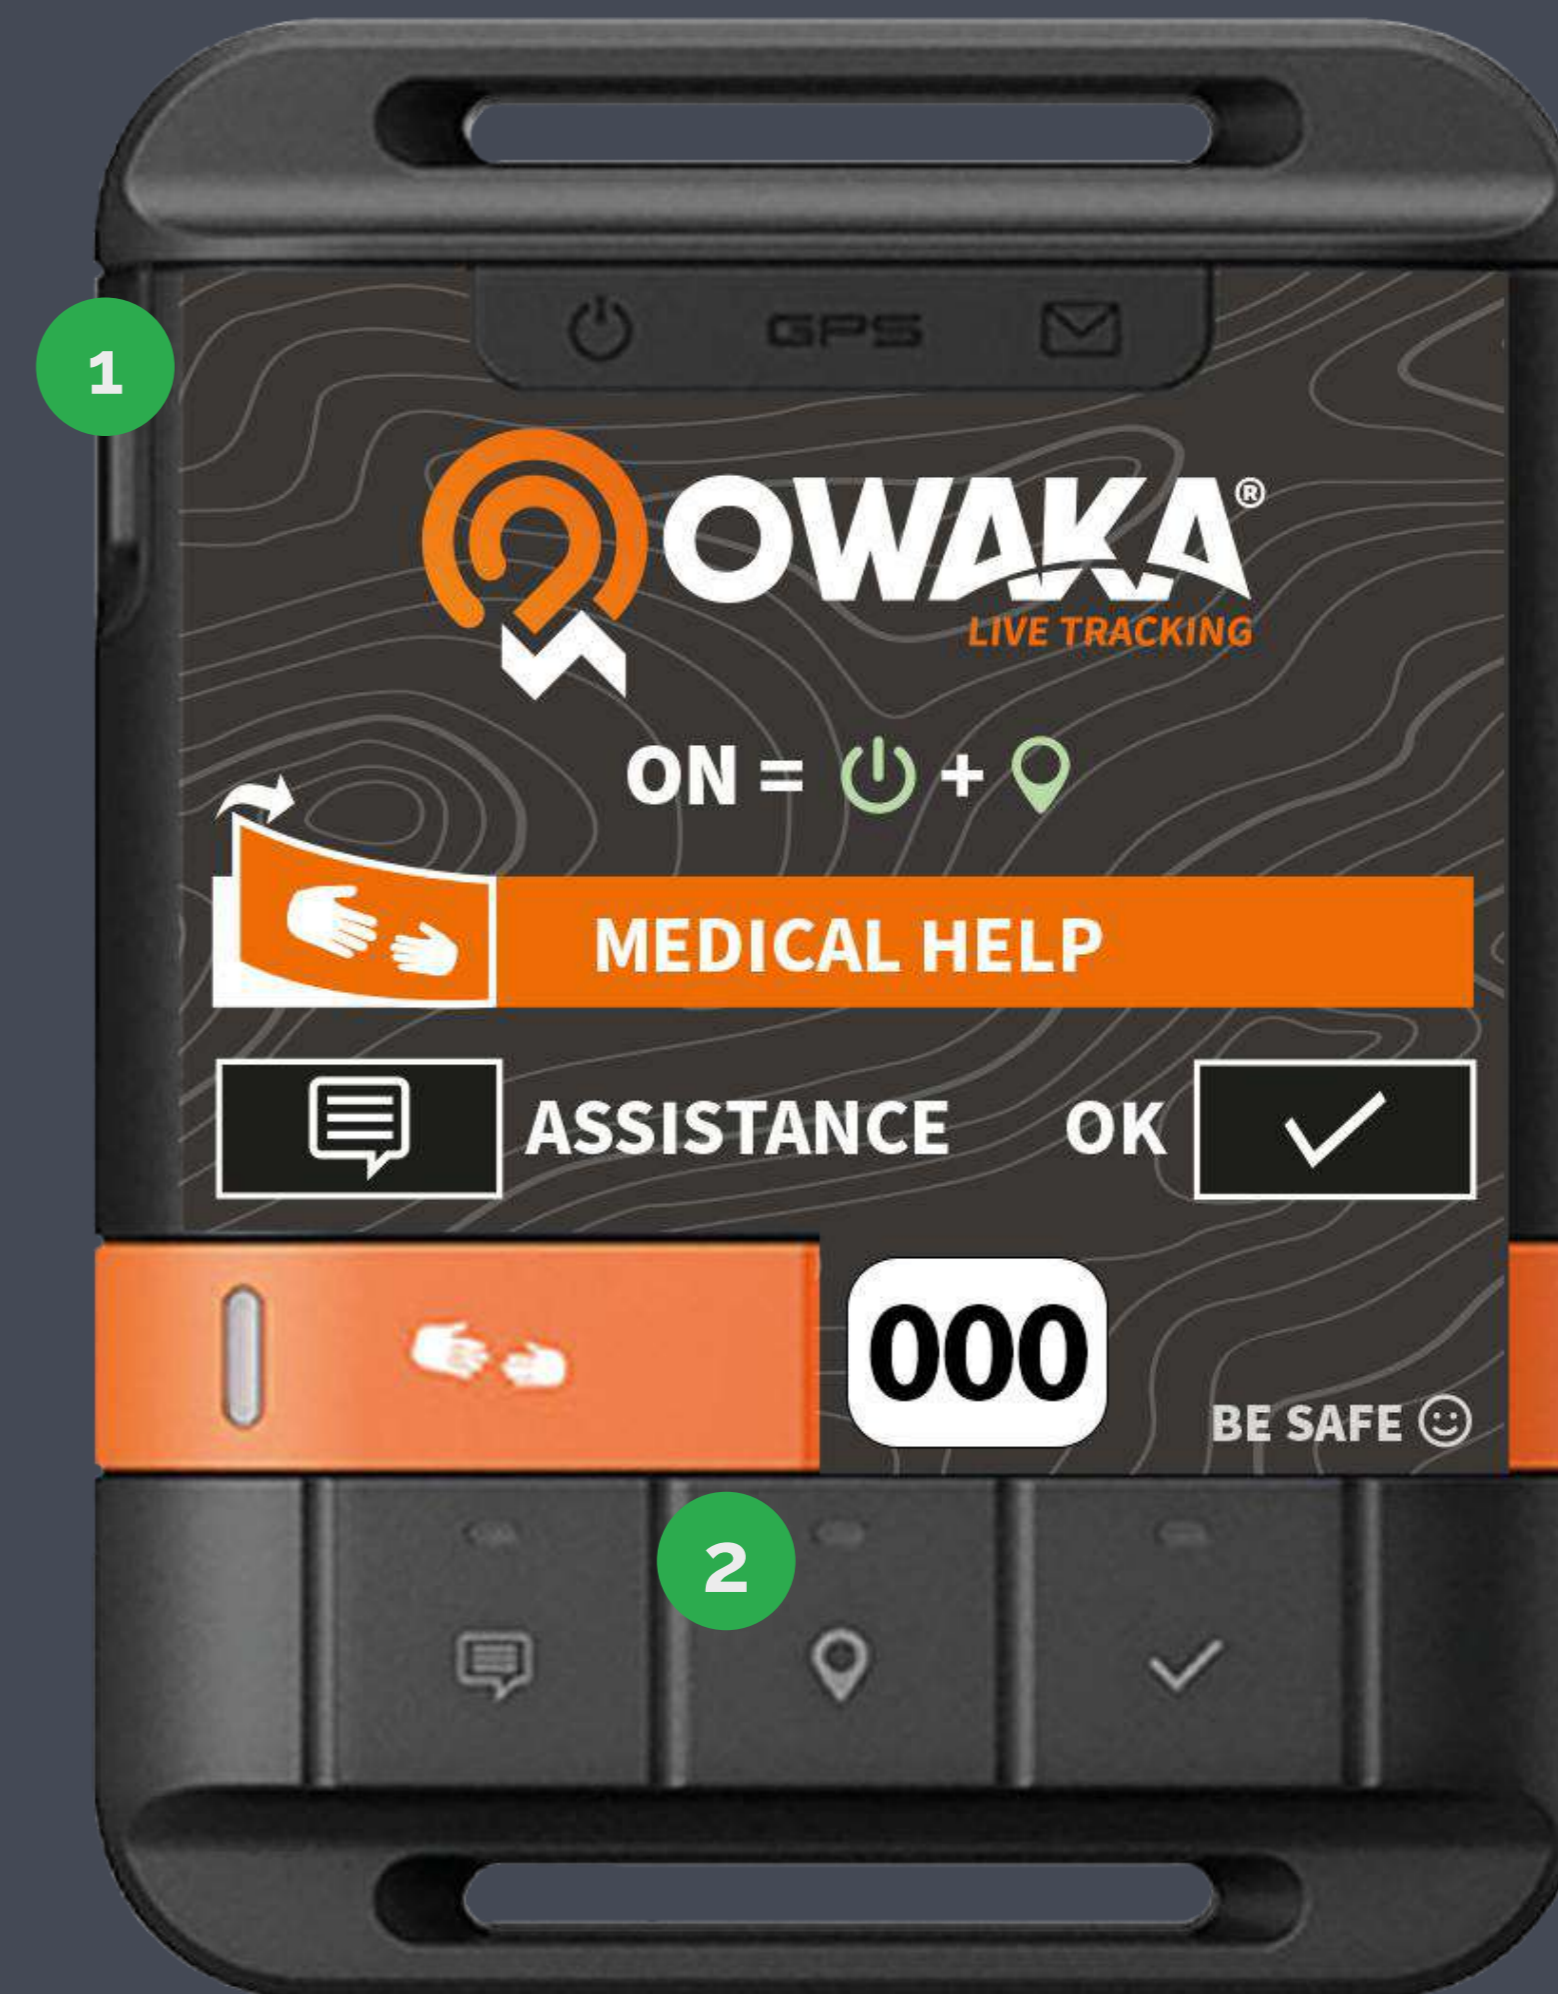 GPS
1
OWAKA®
LIVE TRACKING
ON = +
MEDICAL HELP
ASSISTANCE OK
000
BE SAFE
2